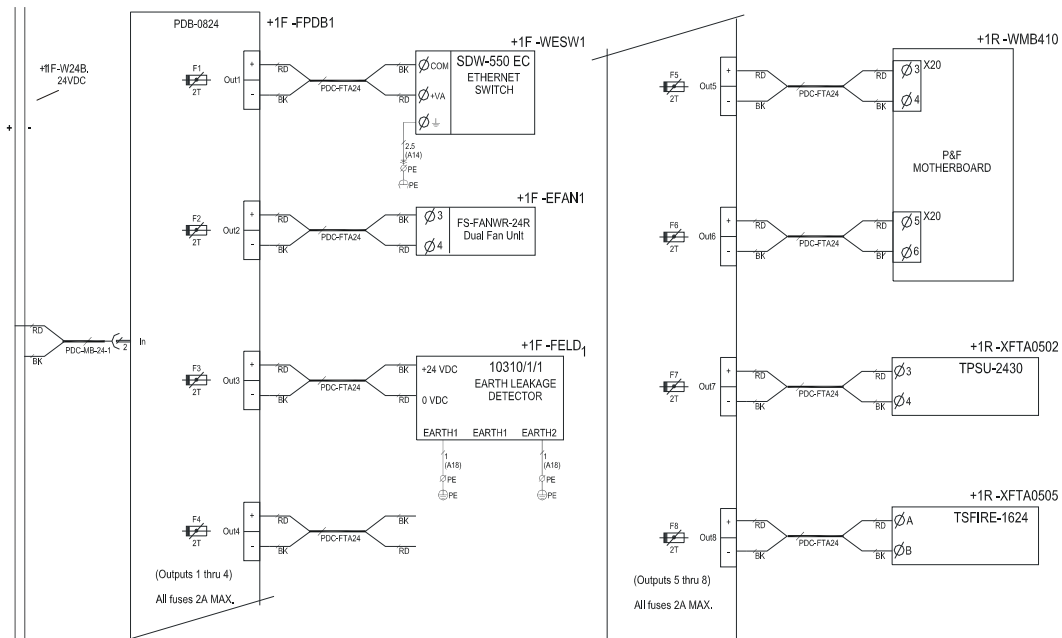 PDB-0824
+1F -FPDB1
24VDC
+ -
RD
BK
PDC-MB-24-1
2
In
F1
2T
Out1
+
-
RD
BK
PDC-FTA24
BK
RD
+1F -WESW1
COM
+VA
SDW-550 EC
ETHERNET
SWITCH
2.5
(A14)
PE
PE
F2
2T
Out2
+
-
RD
BK
PDC-FTA24
BK
RD
+1F -EFAN1
3
4
FS-FANWR-24R
Dual Fan Unit
F3
2T
Out3
+
-
RD
BK
PDC-FTA24
BK
RD
+1F -FELD1
+24 VDC
0 VDC
10310/1/1
EARTH LEAKAGE
DETECTOR
EARTH1 EARTH1 EARTH2
1
(A18)
PE
PE
1
(A18)
PE
PE
F4
2T
Out4
+
-
RD
BK
PDC-FTA24
BK
RD
(Outputs 1 thru 4)
All fuses 2A MAX.
F5
2T
Out5
+
-
RD
BK
PDC-FTA24
RD
BK
+1R -WMB410
3
4
X20
P&F
MOTHERBOARD
F6
2T
Out6
+
-
RD
BK
PDC-FTA24
RD
BK
5
6
X20
F7
2T
Out7
+
-
RD
BK
PDC-FTA24
RD
BK
+1R -XFTA0502
3
4
TPSU-2430
F8
2T
Out8
+
-
RD
BK
PDC-FTA24
RD
BK
+1R -XFTA0505
A
B
TSFIRE-1624
(Outputs 5 thru 8)
All fuses 2A MAX.